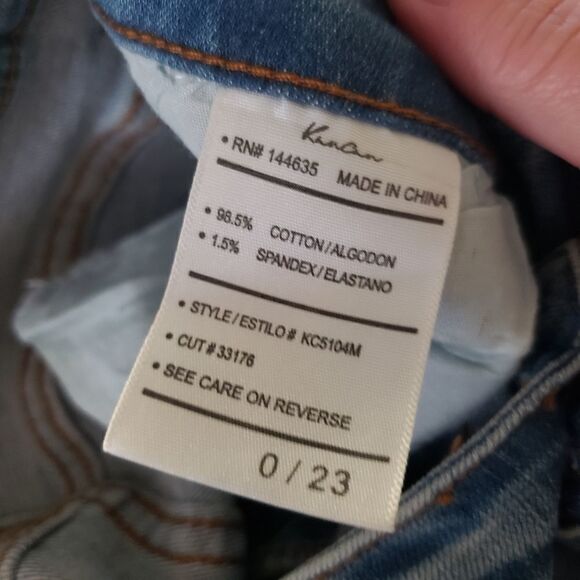 KanCan
• RN# 144635 MADE IN CHINA
• 98.5% COTTON/ALGODON
• 1.5% SPANDEX/ELASTANO
• STYLE/ESTILO# KC5104M
• CUT#33176
• SEE CARE ON REVERSE
0/23